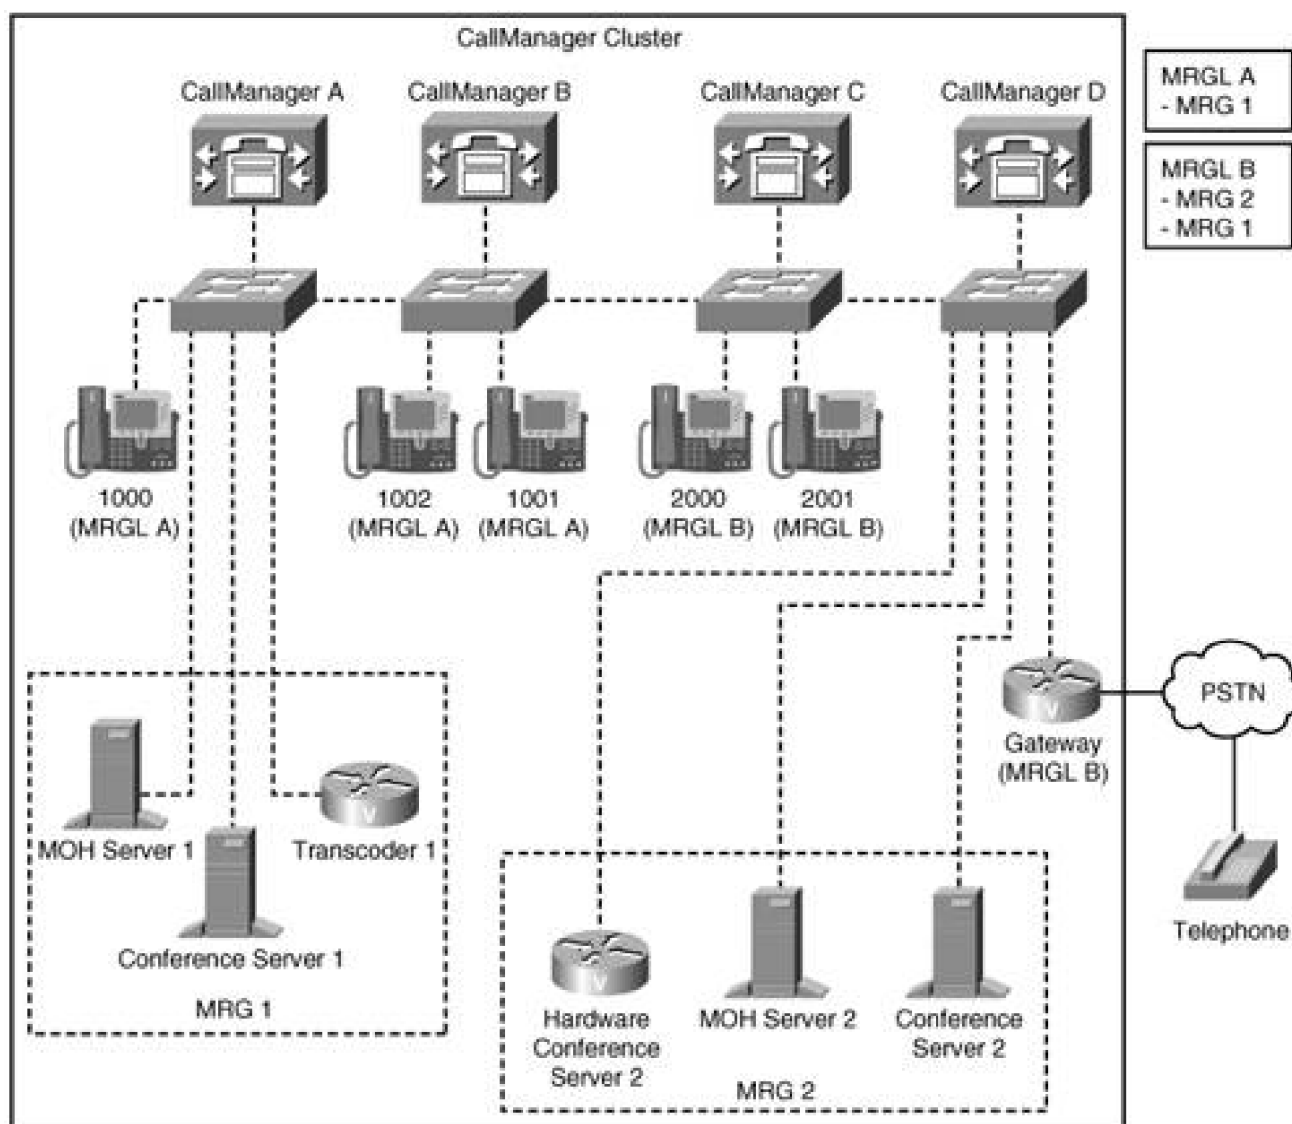 CallManager Cluster
CallManager A
CallManager B
CallManager C
CallManager D
MRGL A
- MRG 1
MRGL B
- MRG 2
- MRG 1
1000
(MRGL A)
1002
(MRGL A)
1001
(MRGL A)
2000
(MRGL B)
2001
(MRGL B)
V
Gateway
(MRGL B)
PSTN
Telephone
MOH Server 1
V
Transcoder 1
Conference Server 1
MRG 1
V
Hardware
Conference
Server 2
MOH Server 2
Conference
Server 2
MRG 2